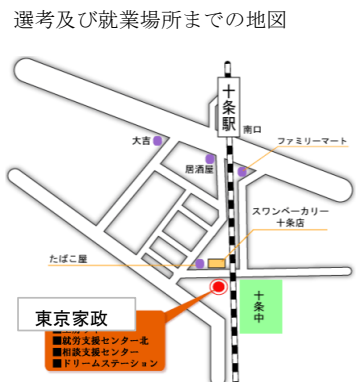 選考及び就業場所までの地図
十条駅
南口
大吉
ファミリーマート
居酒屋
スワンベーカリー
十条店
たばこ屋
十条中
東京家政
■就労支援センター北
■相談支援センター
■ドリームステーション